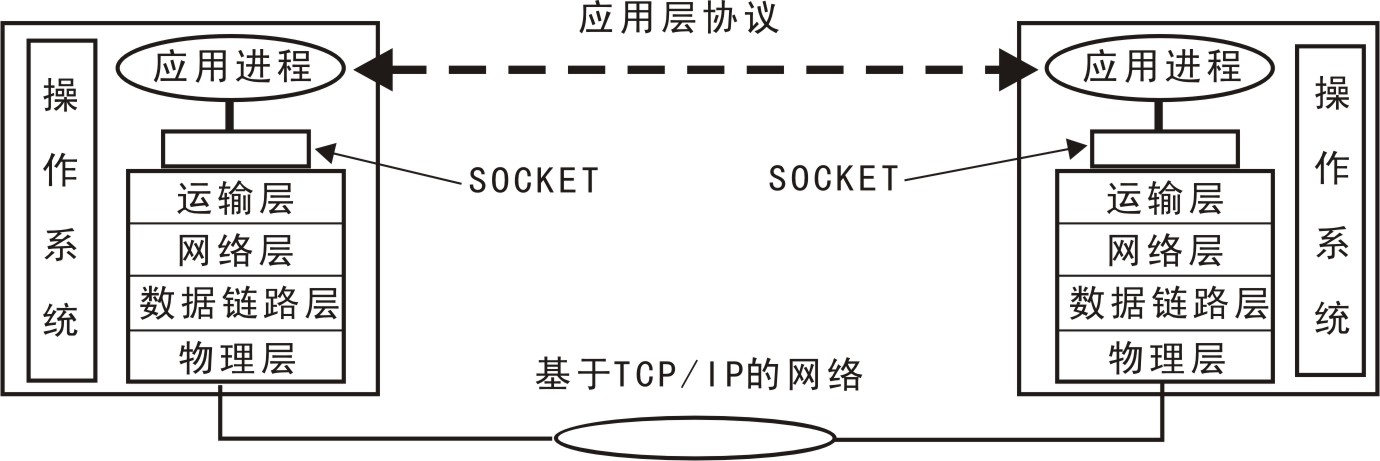 应用层协议
操作系统
应用进程
SOCKET
运输层
网络层
数据链路层
物理层
基于TCP/IP的网络
应用进程
SOCKET
运输层
网络层
数据链路层
物理层
操作系统